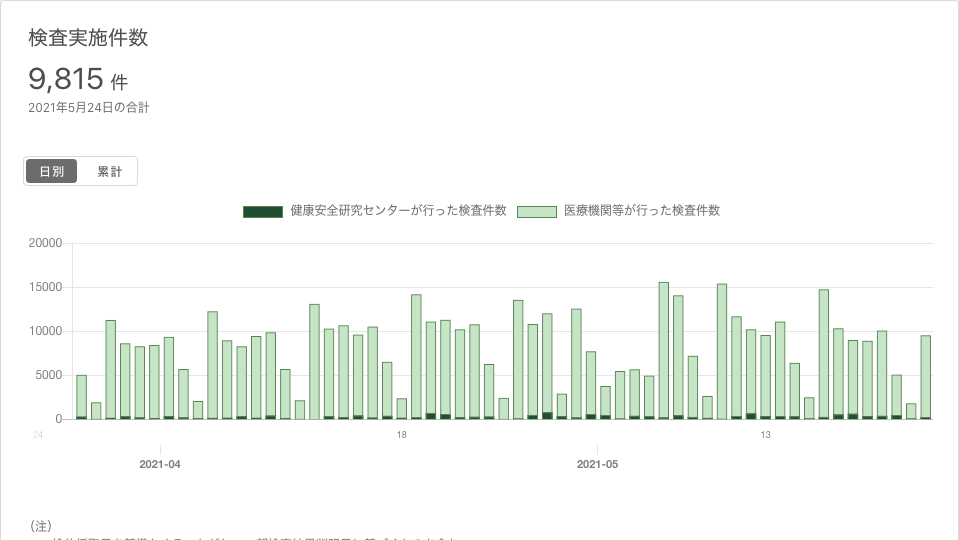 検査実施件数
9,815 件
2021年5月24日の合計
日別 累計
健康安全研究センターが行った検査件数 医療機関等が行った検査件数
20000
15000
10000
5000
0
24 18 13
2021-04 2021-05
（注）